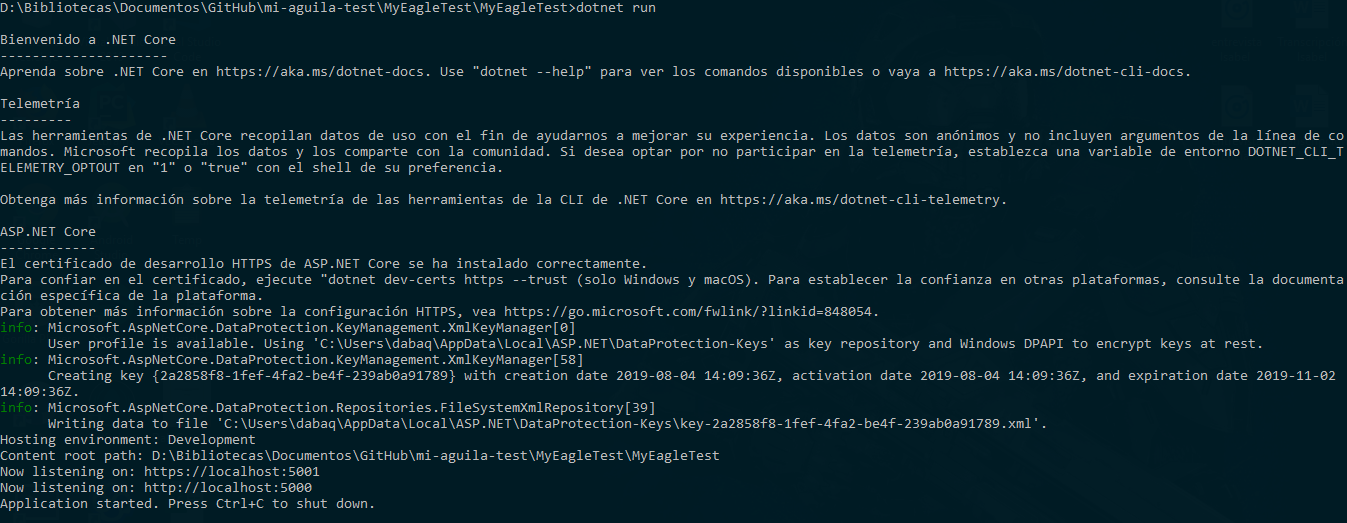 D:\Bibliotecas\Documentos\GitHub\mi-aguila-test\MyEagleTest\MyEagleTest>dotnet run
Bienvenido a .NET Core
---------------------
Aprenda sobre .NET Core en https://aka.ms/dotnet-docs. Use "dotnet --help" para ver los comandos disponibles o vaya a https://aka.ms/dotnet-cli-docs.
Telemetría
---------
Las herramientas de .NET Core recopilan datos de uso con el fin de ayudarnos a mejorar su experiencia. Los datos son anónimos y no incluyen argumentos de la línea de co
mandos. Microsoft recopila los datos y los comparte con la comunidad. Si desea optar por no participar en la telemetría, establezca una variable de entorno DOTNET_CLI_T
ELEMETRY_OPTOUT en "1" o "true" con el shell de su preferencia.
Obtenga más información sobre la telemetría de las herramientas de la CLI de .NET Core en https://aka.ms/dotnet-cli-telemetry.
ASP.NET Core
------------
El certificado de desarrollo HTTPS de ASP.NET Core se ha instalado correctamente.
Para confiar en el certificado, ejecute "dotnet dev-certs https --trust (solo Windows y macOS). Para establecer la confianza en otras plataformas, consulte la documenta
ción específica de la plataforma.
Para obtener más información sobre la configuración HTTPS, vea https://go.microsoft.com/fwlink/?linkid=848054.
info: Microsoft.AspNetCore.DataProtection.KeyManagement.XmlKeyManager[0]
      User profile is available. Using 'C:\Users\dabaq\AppData\Local\ASP.NET\DataProtection-Keys' as key repository and Windows DPAPI to encrypt keys at rest.
info: Microsoft.AspNetCore.DataProtection.KeyManagement.XmlKeyManager[58]
      Creating key {2a2858f8-1fef-4fa2-be4f-239ab0a91789} with creation date 2019-08-04 14:09:36Z, activation date 2019-08-04 14:09:36Z, and expiration date 2019-11-02
14:09:36Z.
info: Microsoft.AspNetCore.DataProtection.Repositories.FileSystemXmlRepository[39]
      Writing data to file 'C:\Users\dabaq\AppData\Local\ASP.NET\DataProtection-Keys\key-2a2858f8-1fef-4fa2-be4f-239ab0a91789.xml'.
Hosting environment: Development
Content root path: D:\Bibliotecas\Documentos\GitHub\mi-aguila-test\MyEagleTest\MyEagleTest
Now listening on: https://localhost:5001
Now listening on: http://localhost:5000
Application started. Press Ctrl+C to shut down.